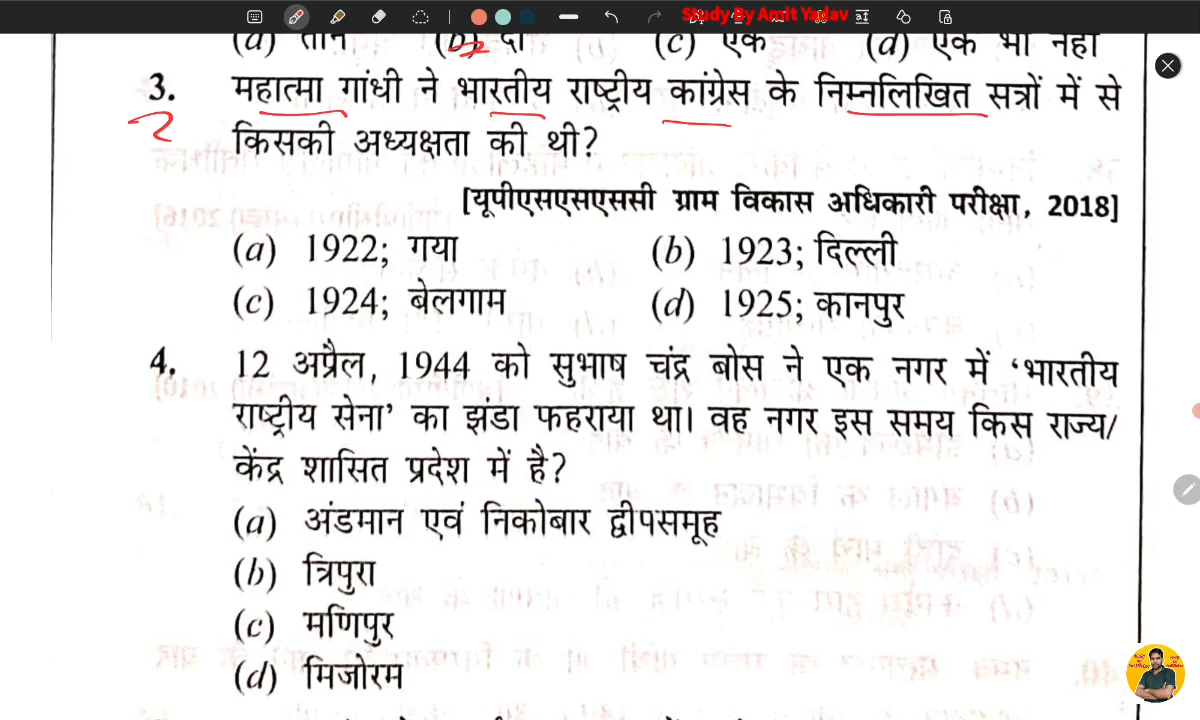 Study By Amit Yadav
(a) तीन (b) दो (c) एक (d) एक भी नहीं
3. महात्मा गांधी ने भारतीय राष्ट्रीय कांग्रेस के निम्नलिखित सत्रों में से
किसकी अध्यक्षता की थी?
[यूपीएसएसएससी ग्राम विकास अधिकारी परीक्षा, 2018]
(a) 1922; गया (b) 1923; दिल्ली
(c) 1924; बेलगाम (d) 1925; कानपुर
4. 12 अप्रैल, 1944 को सुभाष चंद्र बोस ने एक नगर में ‘भारतीय
राष्ट्रीय सेना’ का झंडा फहराया था। वह नगर इस समय किस राज्य/
केंद्र शासित प्रदेश में है?
(a) अंडमान एवं निकोबार द्वीपसमूह
(b) त्रिपुरा
(c) मणिपुर
(d) मिजोरम